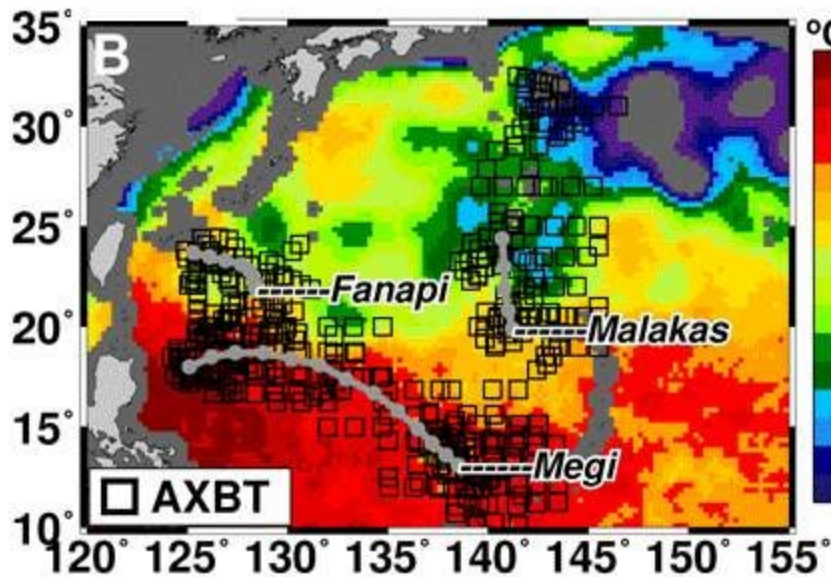 35°
°C
B
30°
25°
------Fanapi
20°
------Malakas
15°
------Megi
AXBT
10°
120° 125° 130° 135° 140° 145° 150° 155°